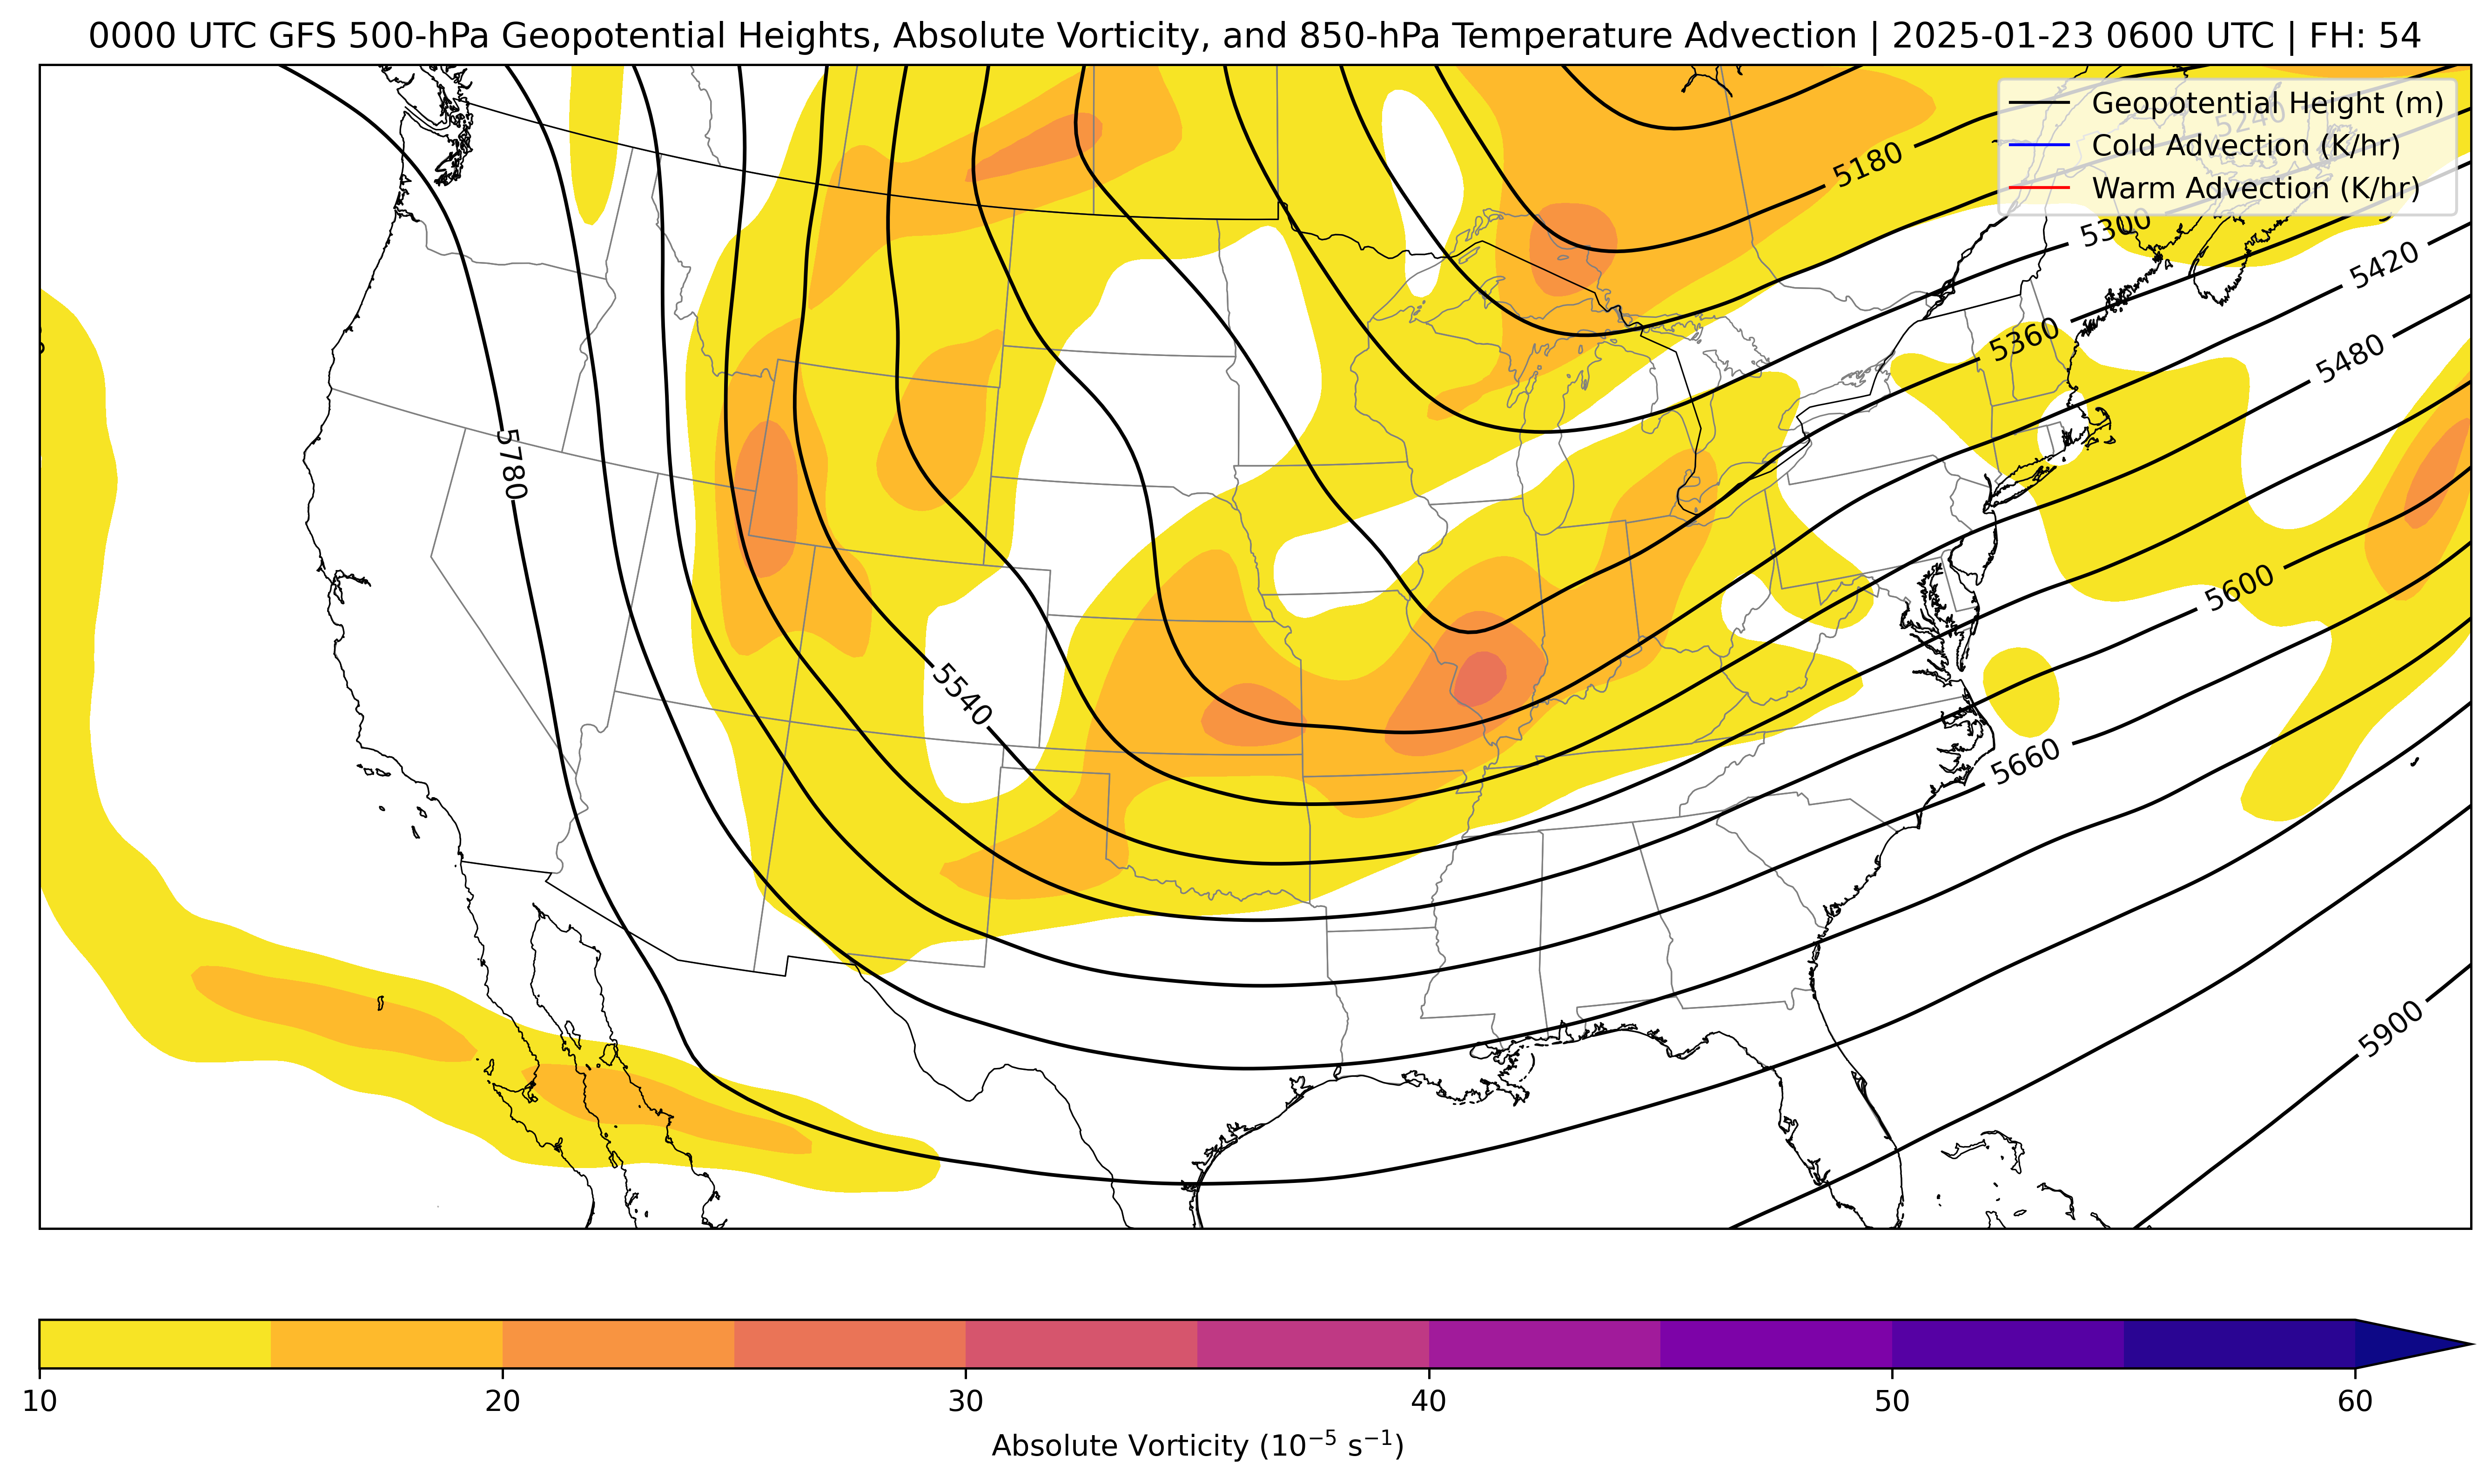 0000 UTC GFS 500-hPa Geopotential Heights, Absolute Vorticity, and 850-hPa Temperature Advection | 2025-01-23 0600 UTC | FH: 54
Geopotential Height (m)
Cold Advection (K/hr)
Warm Advection (K/hr)
5240
5180
5300
5420
5360
5480
5780
5600
5540
5660
5900
10 20 30 40 50 60
Absolute Vorticity (10⁻⁵ s⁻¹)